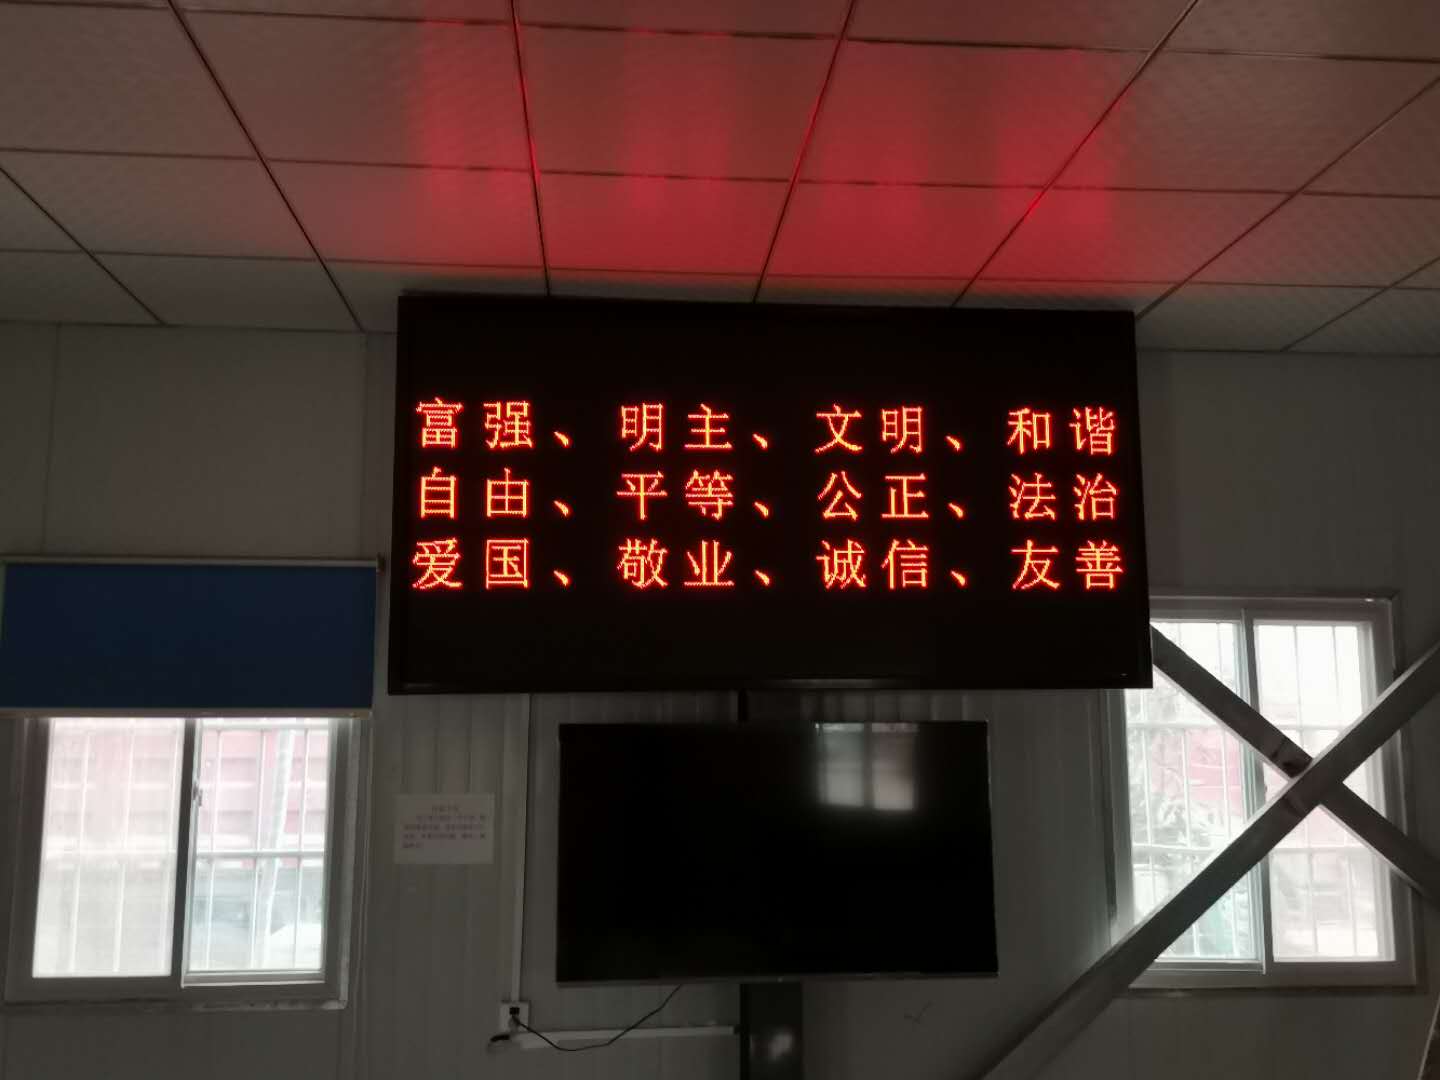 富强、明主、文明、和谐
自由、平等、公正、法治
爱国、敬业、诚信、友善